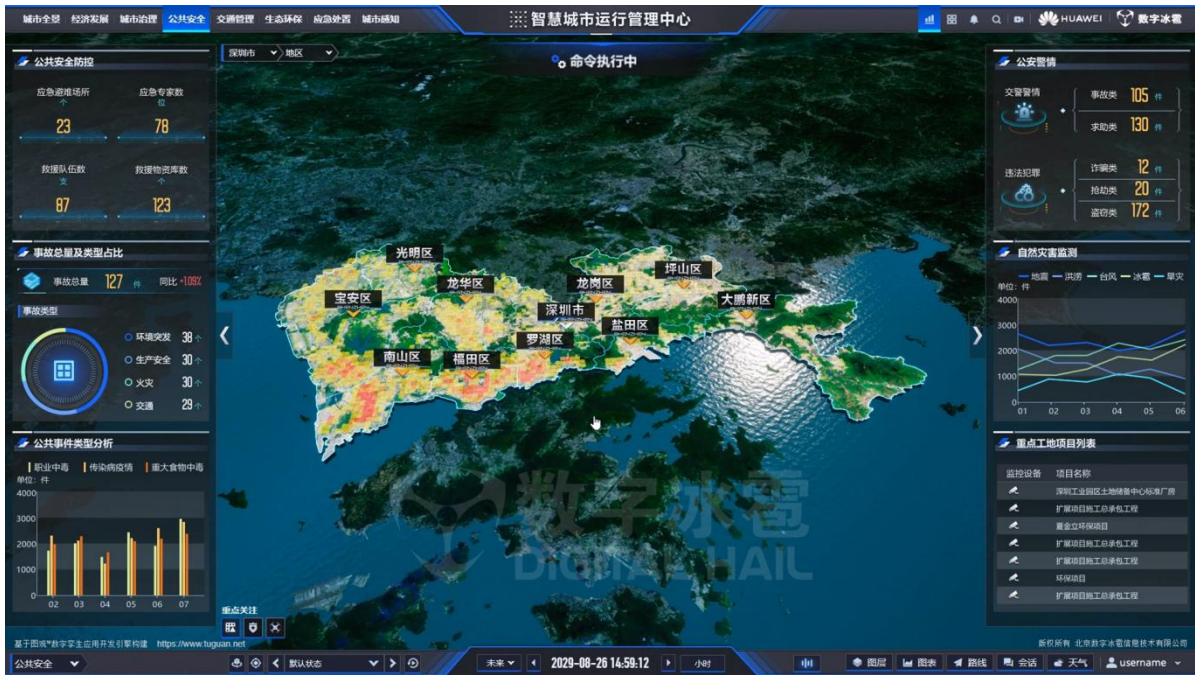 城市全景 经济发展 城市治理 公共安全 交通管理 生态环保 应急处置 城市感知
智慧城市运行管理中心
HUAWEI 数字冰雹
公共安全防控
应急避难场所 应急专家数
个 位
23 78
救援队伍数 救援物资库数
支 个
87 123
事故总量及类型占比
事故总量 127 件 同比 +1.09%
事故类型
环境突发 38 个
生产安全 30 个
火灾 30 个
交通 29 个
公共事件类型分析
职业中毒 传染病疫情 重大食物中毒
单位: 件
4000
3000
2000
1000
0
02 03 04 05 06 07
基于图观™数字孪生应用开发引擎构建 https://www.tuguan.net
深圳市 地区
命令执行中
光明区
龙华区
龙岗区
坪山区
宝安区
深圳市
大鹏新区
盐田区
罗湖区
南山区
福田区
数字冰雹
DIGITAL HAIL
重点关注
公安警情
交警警情
事故类 105 件
求助类 130 件
违法犯罪
诈骗类 12 件
抢劫类 20 件
盗窃类 172 件
自然灾害监测
地震 洪涝 台风 冰雹 旱灾
单位: 件
4000
3000
2000
1000
0
01 02 03 04 05 06
重点工地项目列表
监控设备 项目名称
深圳工业园区土地储备中心标准厂房
扩展项目施工总承包工程
夏金立环保项目
扩展项目施工总承包工程
扩展项目施工总承包工程
环保项目
扩展项目施工总承包工程
版权所有 北京数字冰雹信息技术有限公司
公共安全
默认状态
未来 2029-08-26 14:59:12 小时
图层 图表 路线 会话 天气 username